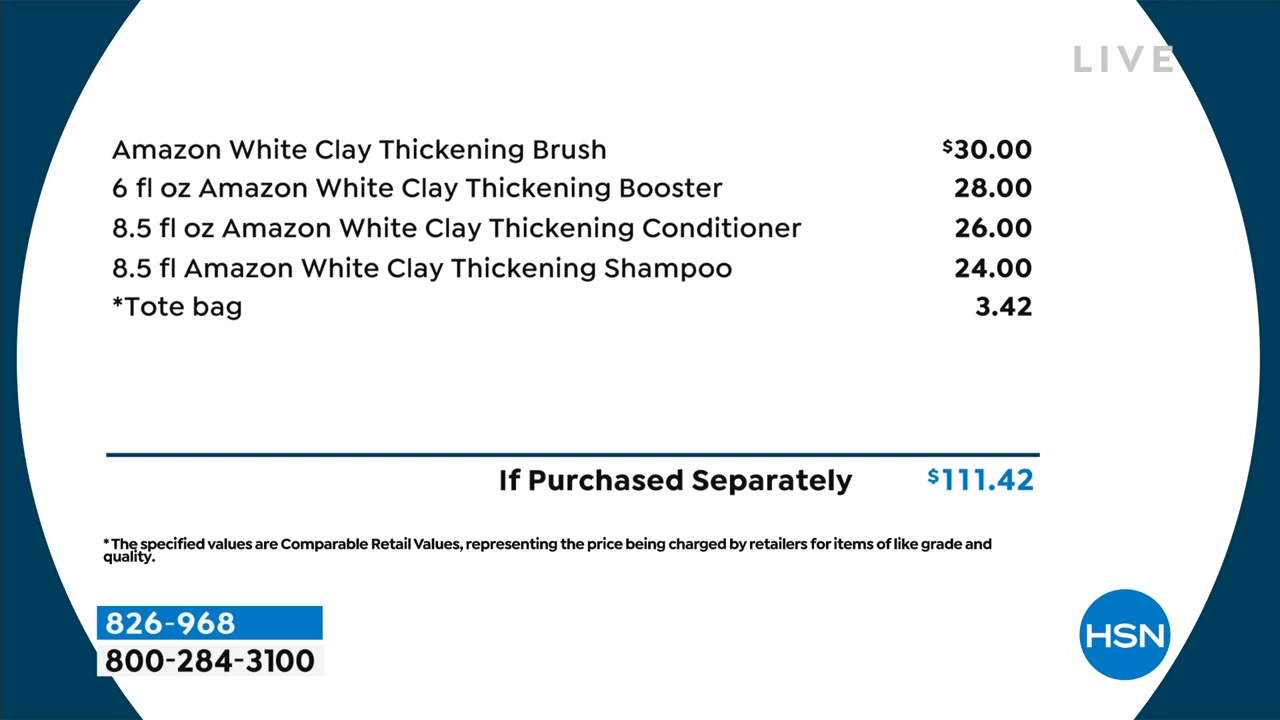 LIVE
Amazon White Clay Thickening Brush $30.00
6 fl oz Amazon White Clay Thickening Booster 28.00
8.5 fl oz Amazon White Clay Thickening Conditioner 26.00
8.5 fl Amazon White Clay Thickening Shampoo 24.00
*Tote bag 3.42
If Purchased Separately $111.42
*The specified values are Comparable Retail Values, representing the price being charged by retailers for items of like grade and
quality.
826-968
800-284-3100
HSN